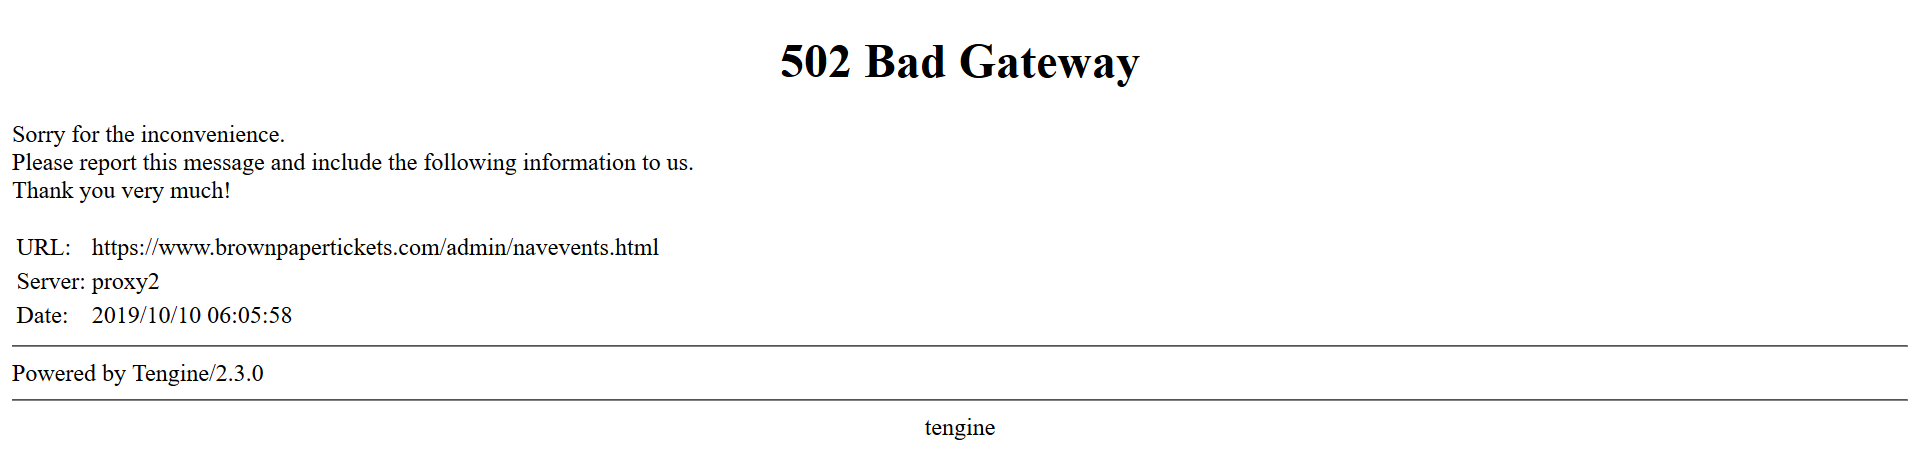 502 Bad Gateway
Sorry for the inconvenience.
Please report this message and include the following information to us.
Thank you very much!
URL: https://www.brownpapertickets.com/admin/navevents.html
Server: proxy2
Date: 2019/10/10 06:05:58
Powered by Tengine/2.3.0
tengine